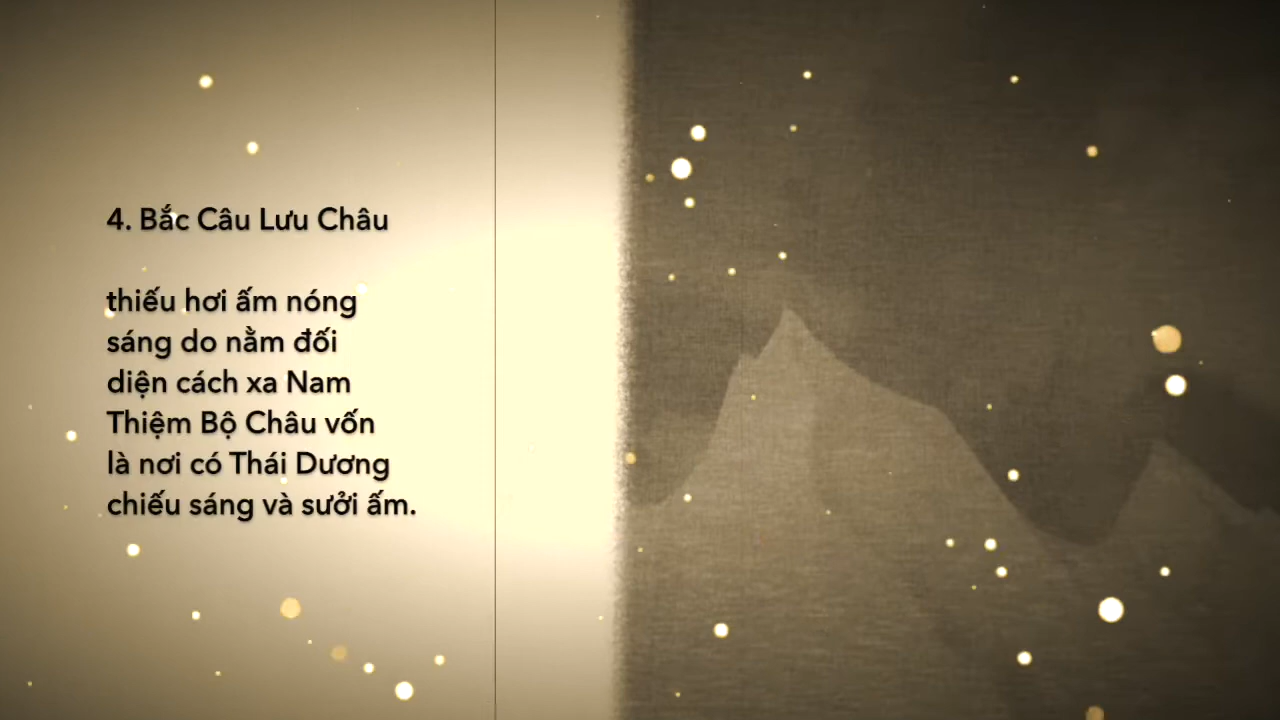 4. Bắc Câu Lưu Châu
thiếu hơi ấm nóng
sáng do nằm đối
diện cách xa Nam
Thiệm Bộ Châu vốn
là nơi có Thái Dương
chiếu sáng và sưởi ấm.